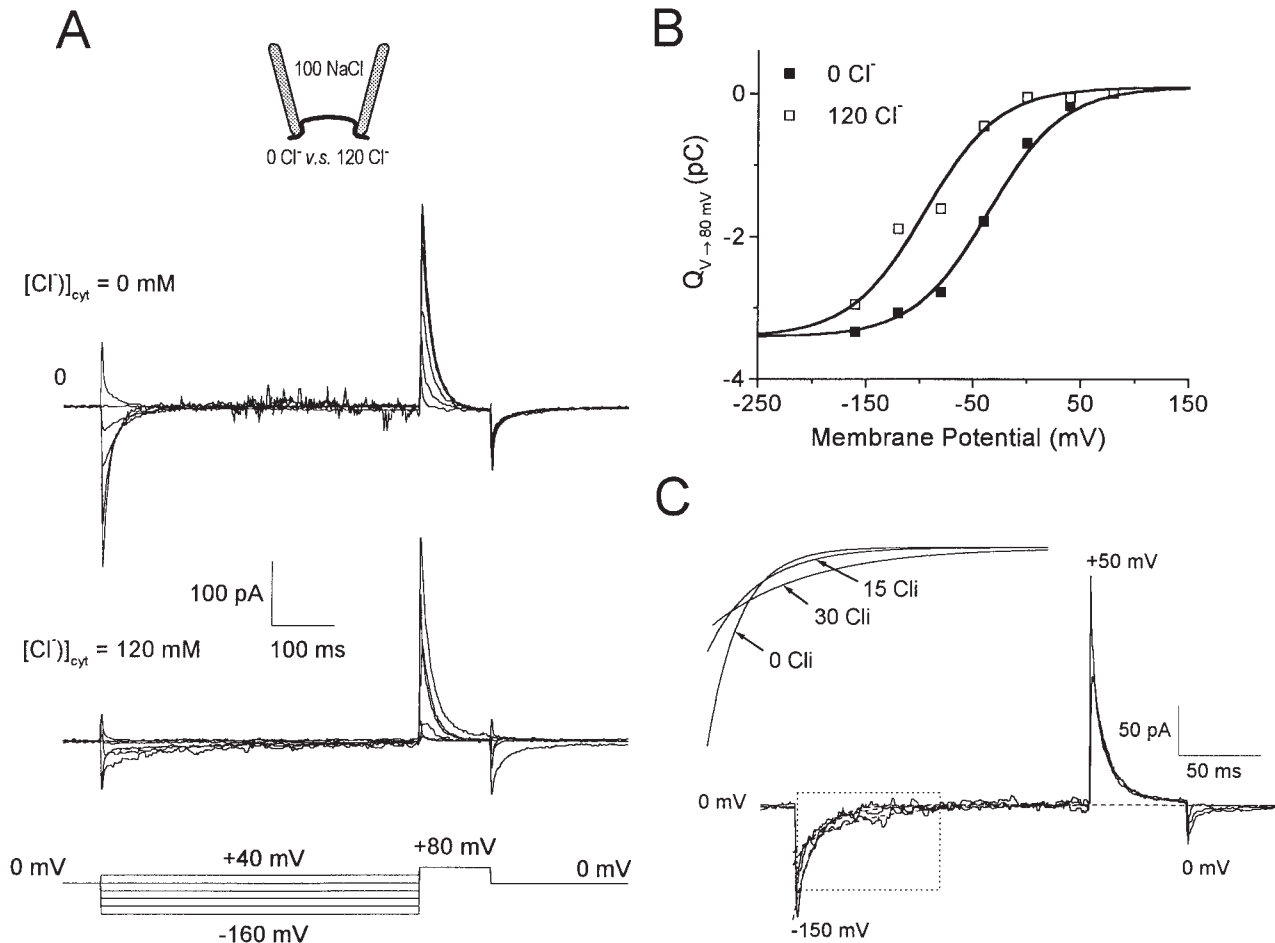 A
100 NaCl
0 Cl⁻ v.s. 120 Cl⁻
[Cl⁻)]cyt = 0 mM
0
100 pA
100 ms
[Cl⁻)]cyt = 120 mM
0 mV
+40 mV
+80 mV
0 mV
-160 mV
B
0 Cl⁻
120 Cl⁻
0
-2
-4
Q V → 80 mV (pC)
-250
-150
-50
50
150
Membrane Potential (mV)
C
15 Cli
30 Cli
0 Cli
+50 mV
50 pA
50 ms
0 mV
0 mV
-150 mV